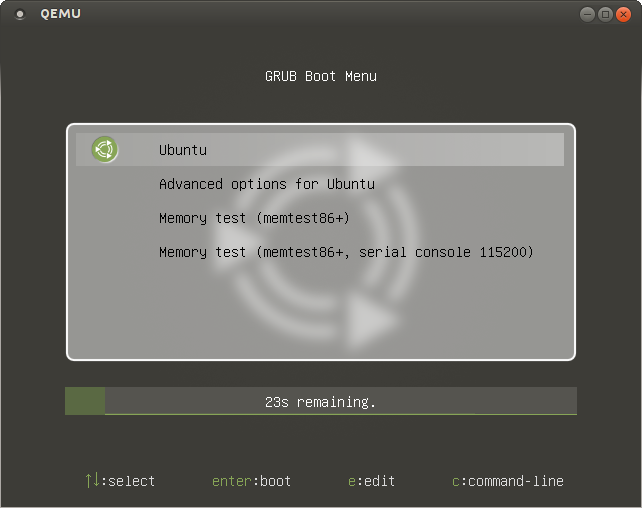 QEMU
GRUB Boot Menu
Ubuntu
Advanced options for Ubuntu
Memory test (memtest86+)
Memory test (memtest86+, serial console 115200)
23s remaining.
↑↓:select enter:boot e:edit c:command-line